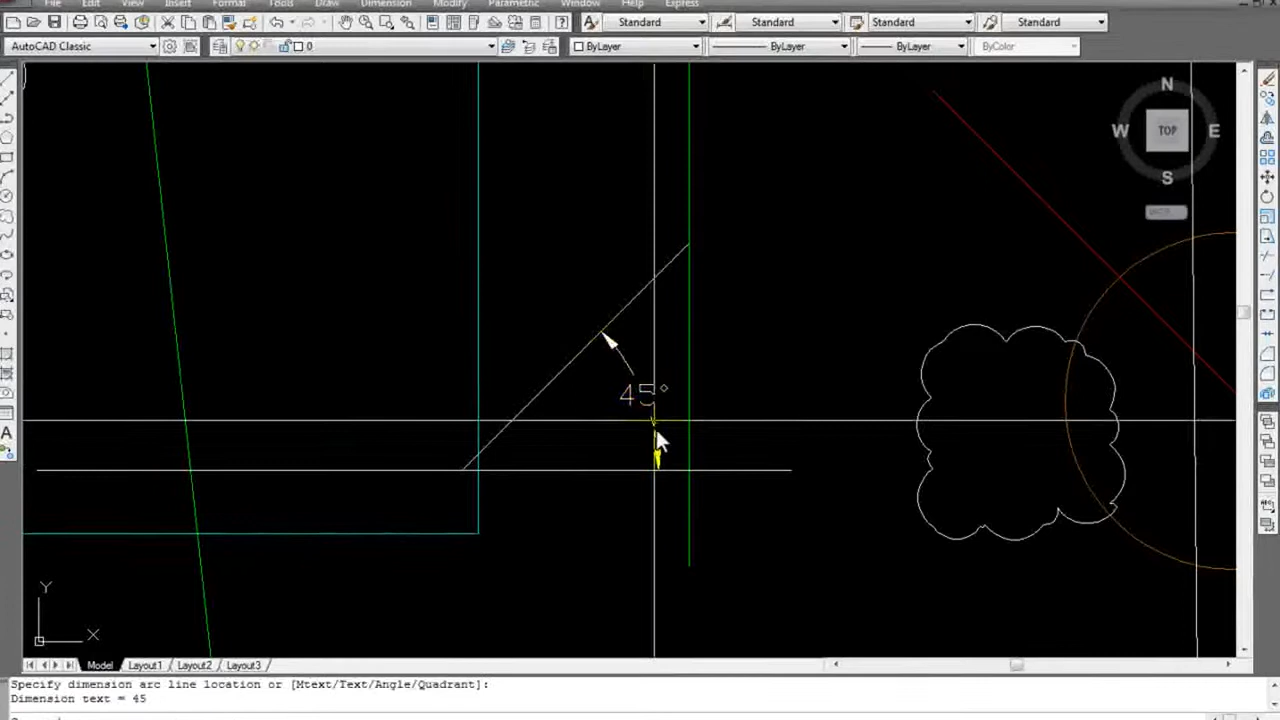 File Edit View Insert Format Tools Draw Dimension Modify Parametric Window Help Express
Standard Standard Standard Standard
AutoCAD Classic 0 ByLayer ByLayer ByLayer ByColor
N
W TOP E
S
45°
A
Y
X
Model Layout1 Layout2 Layout3
Specify dimension arc line location or [Mtext/Text/Angle/Quadrant]:
Dimension text = 45